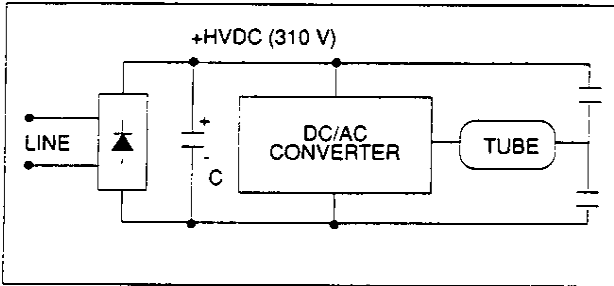 +HVDC (310 V)
LINE
+
-
C
DC/AC
CONVERTER
TUBE